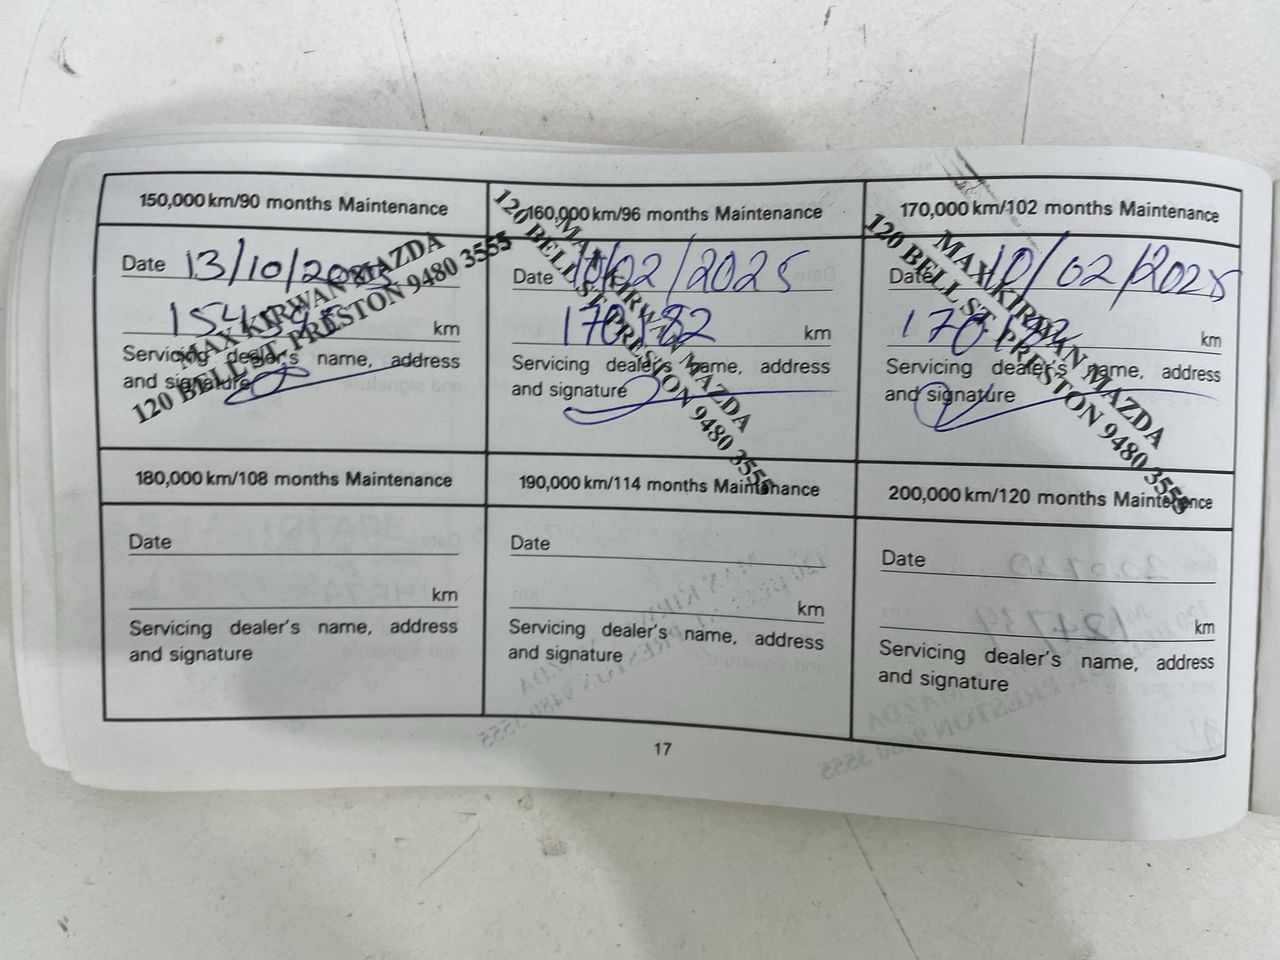 150,000 km/90 months Maintenance
Date 13/10/2023
km
Servicing dealer's name, address
and signature
MAX KIRWAN MAZDA
120 BELL ST. PRESTON 9480 3555
160,000 km/96 months Maintenance
Date 10/02/2025
170182 km
Servicing dealer's name, address
and signature
MAX KIRWAN MAZDA
120 BELL ST. PRESTON 9480 3555
170,000 km/102 months Maintenance
Date 10/02/2025
170182 km
Servicing dealer's name, address
and signature
MAX KIRWAN MAZDA
120 BELL ST. PRESTON 9480 3555
180,000 km/108 months Maintenance
Date
km
Servicing dealer's name, address
and signature
190,000 km/114 months Maintenance
Date
km
Servicing dealer's name, address
and signature
200,000 km/120 months Maintenance
Date
km
Servicing dealer's name, address
and signature
17